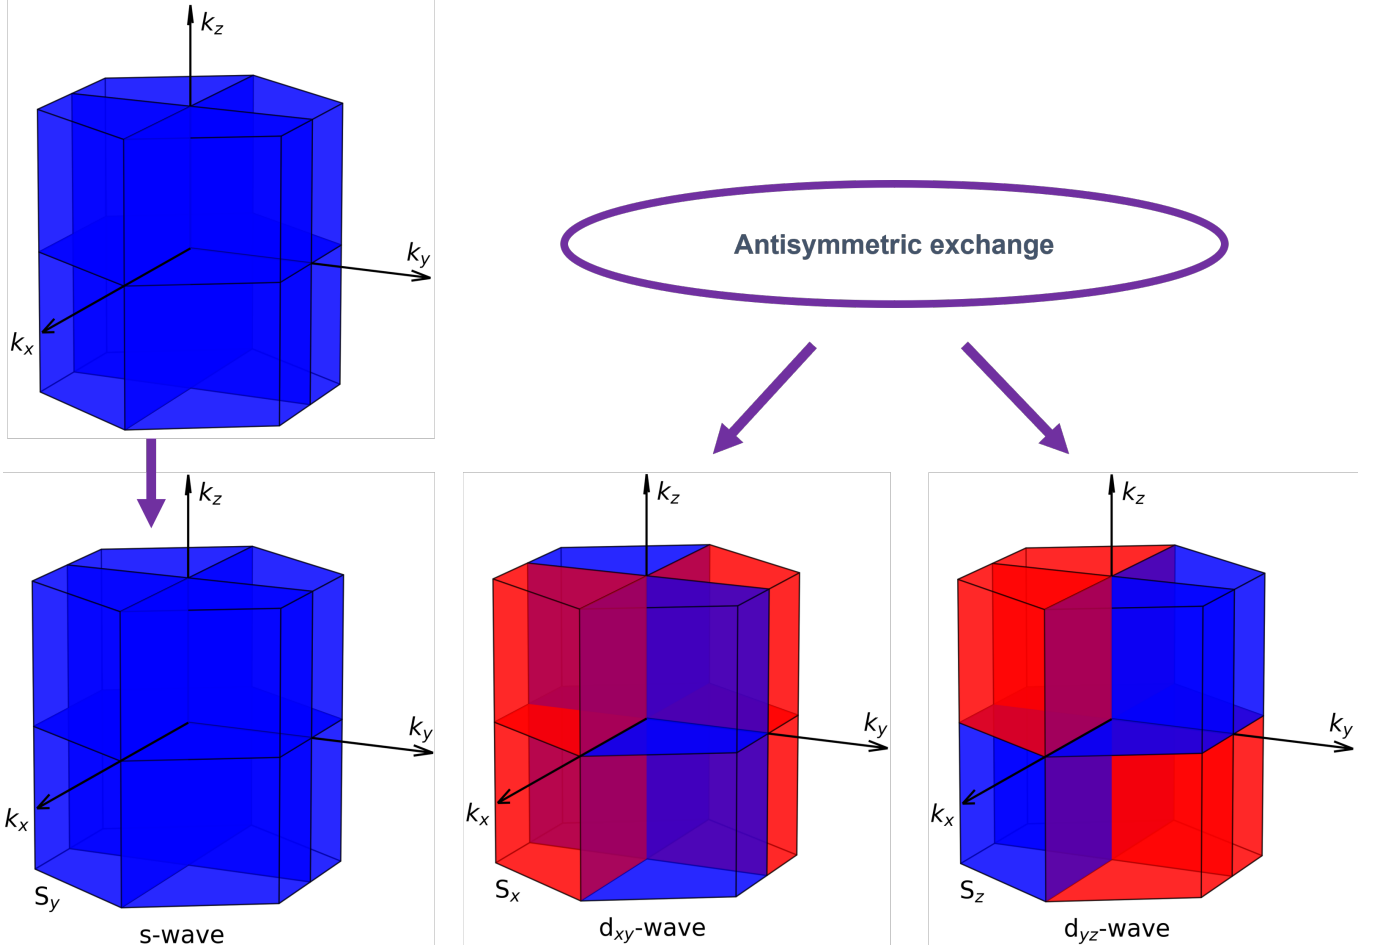 k_z
k_y
k_x
Antisymmetric exchange
k_z
k_y
k_x
S_y
s-wave
k_z
k_y
k_x
S_x
d_xy-wave
k_z
k_y
k_x
S_z
d_yz-wave